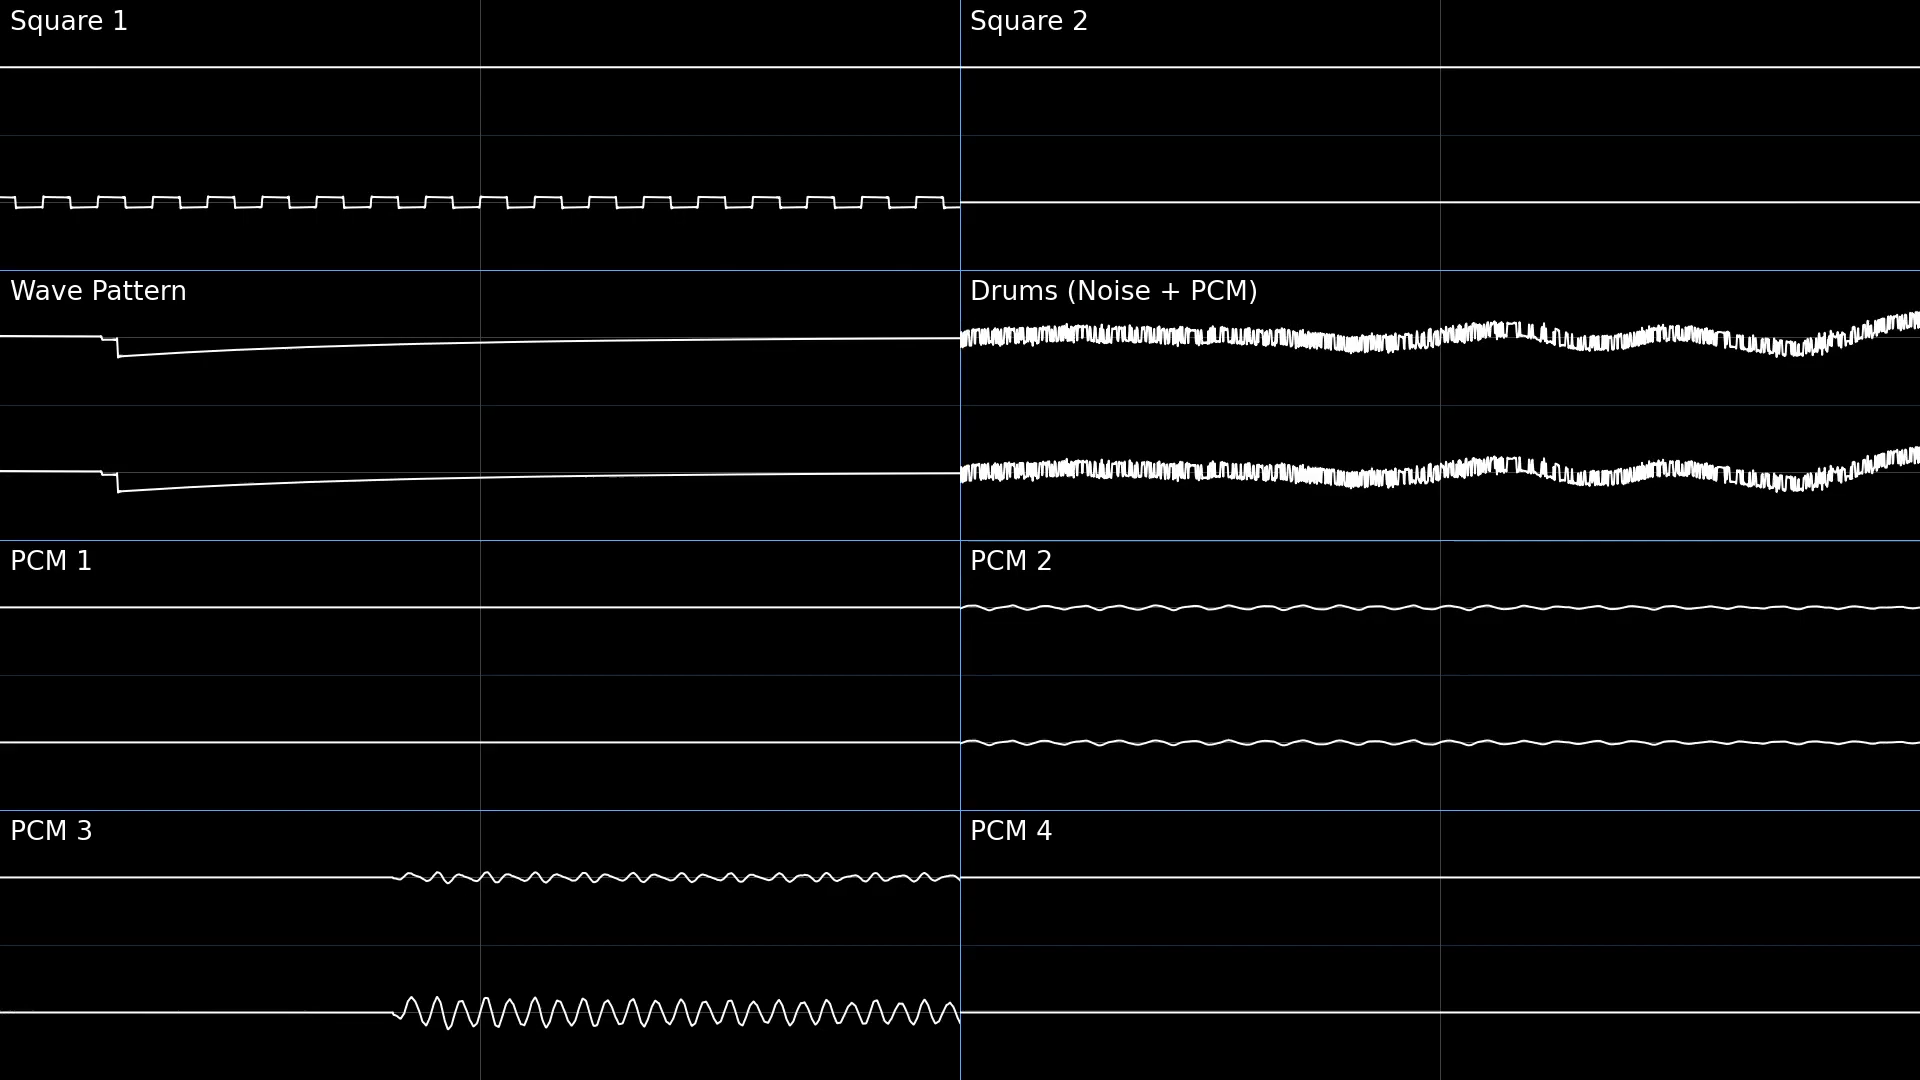 Square 1
Square 2
Wave Pattern
Drums (Noise + PCM)
PCM 1
PCM 2
PCM 3
PCM 4